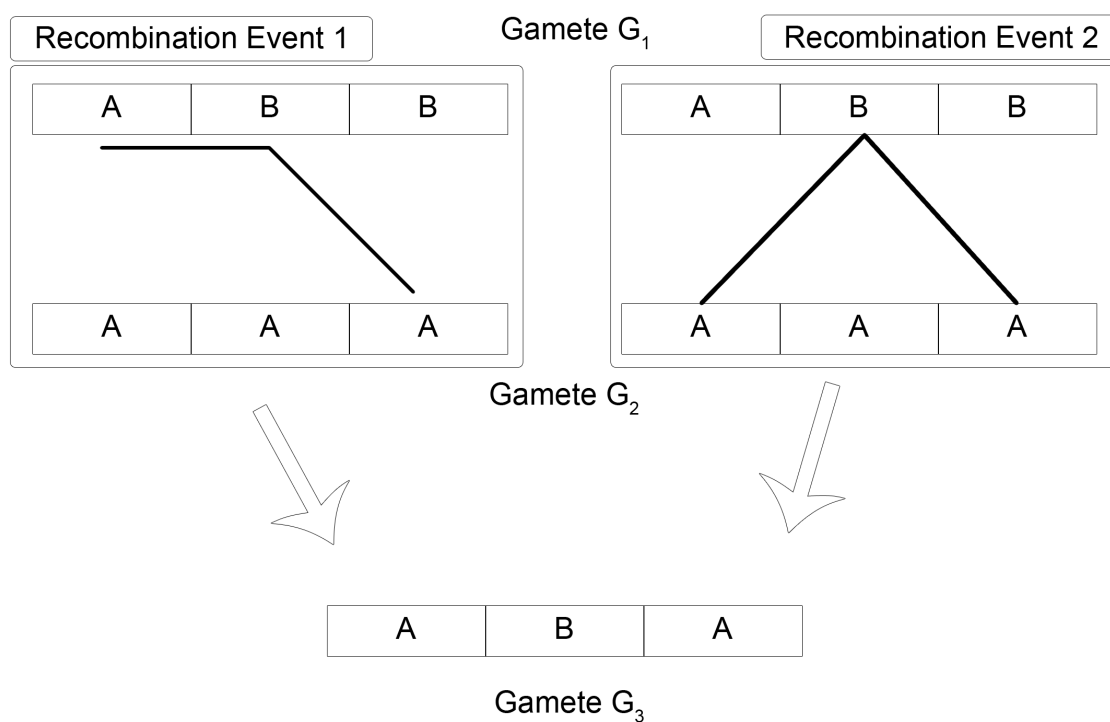 Recombination Event 1
Gamete G₁
Recombination Event 2
A B B
A B B
A A A
A A A
Gamete G₂
A B A
Gamete G₃